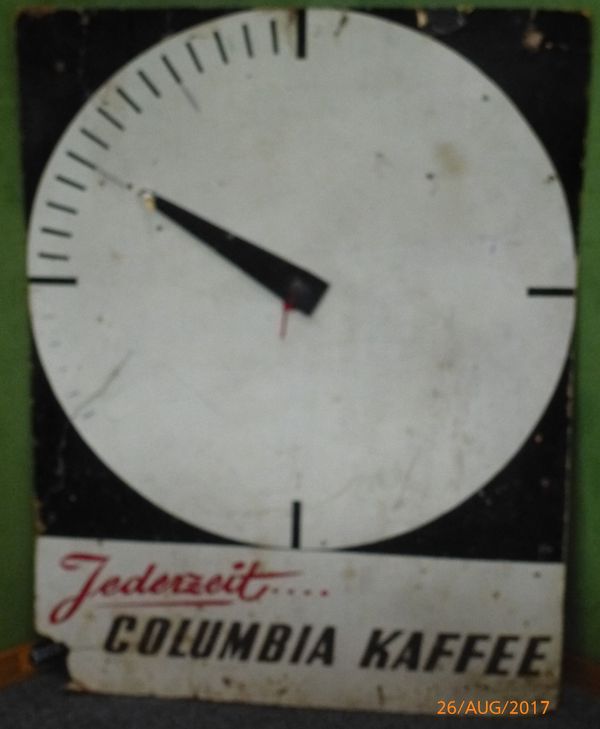 Jederzeit....
COLUMBIA KAFFEE
26/AUG/2017